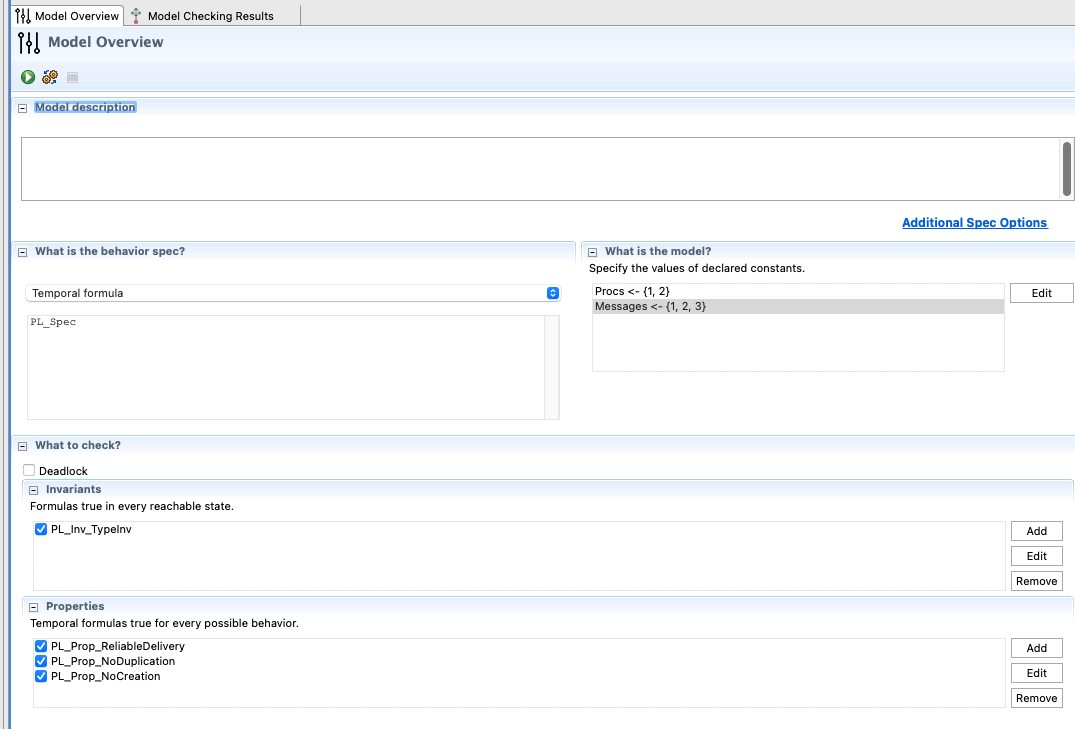 Model Overview
Model Checking Results
Model Overview
Model description
Additional Spec Options
What is the behavior spec?
Temporal formula
PL_Spec
What is the model?
Specify the values of declared constants.
Procs <- {1, 2}
Messages <- {1, 2, 3}
Edit
What to check?
Deadlock
Invariants
Formulas true in every reachable state.
PL_Inv_TypeInv
Add
Edit
Remove
Properties
Temporal formulas true for every possible behavior.
PL_Prop_ReliableDelivery
PL_Prop_NoDuplication
PL_Prop_NoCreation
Add
Edit
Remove